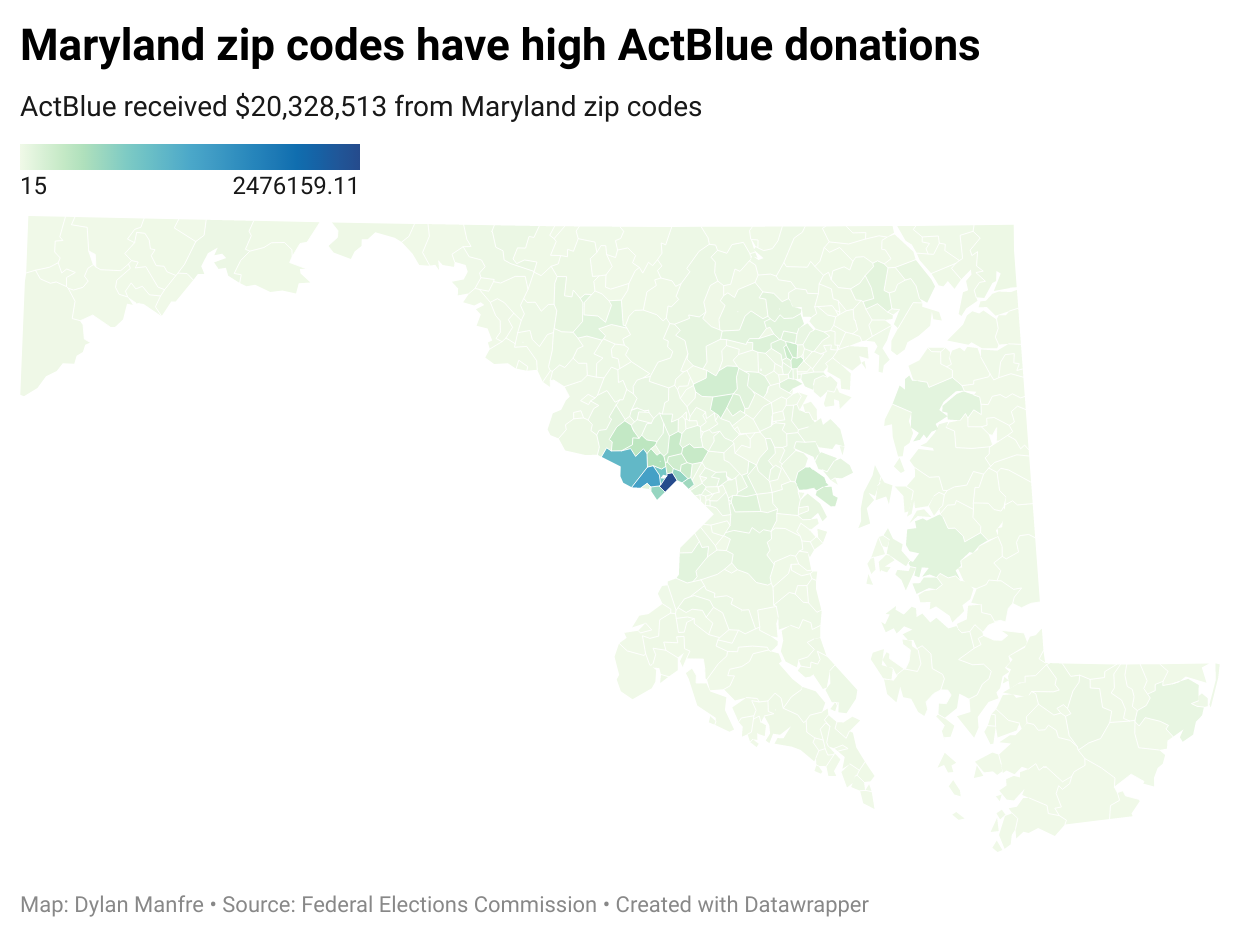 Maryland zip codes have high ActBlue donations
ActBlue received $20,328,513 from Maryland zip codes
15 2476159.11
Map: Dylan Manfre • Source: Federal Elections Commission • Created with Datawrapper